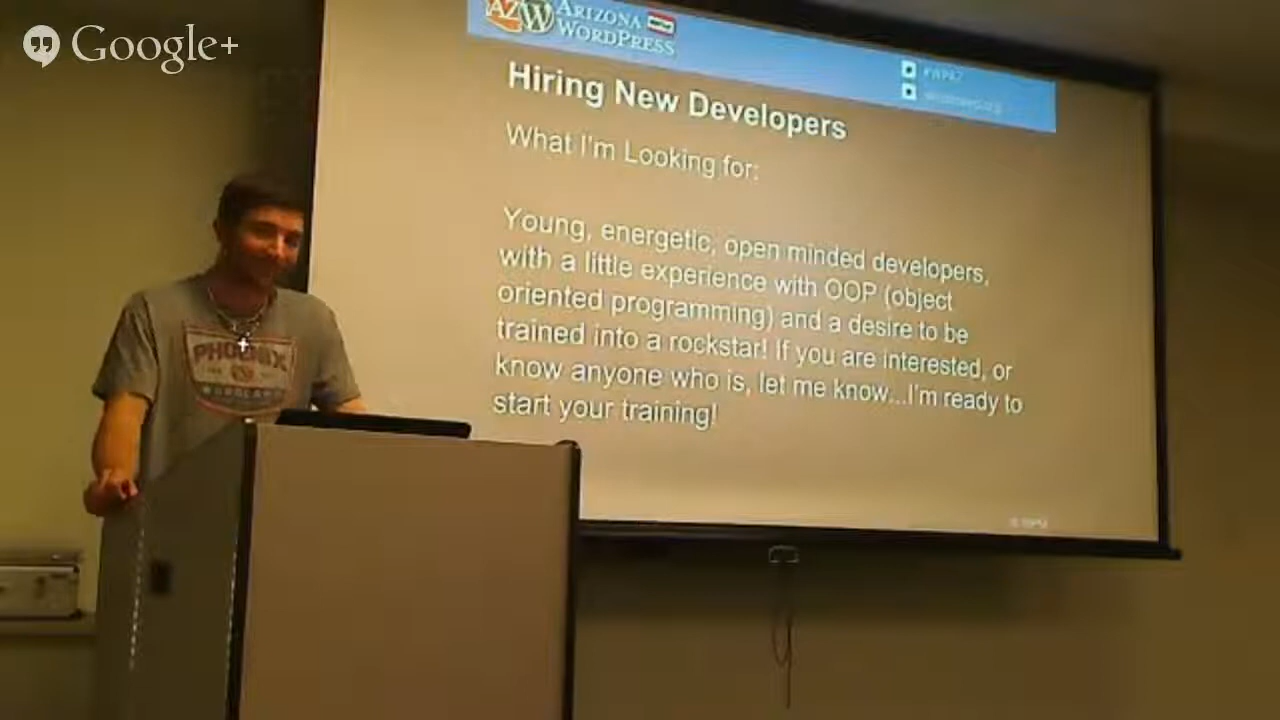 Google+
AZ W ARIZONA
WORDPRESS
Hiring New Developers
What I'm Looking for:
Young, energetic, open minded developers,
with a little experience with OOP (object
oriented programming) and a desire to be
trained into a rockstar! If you are interested, or
know anyone who is, let me know...I'm ready to
start your training!
PHOENIX